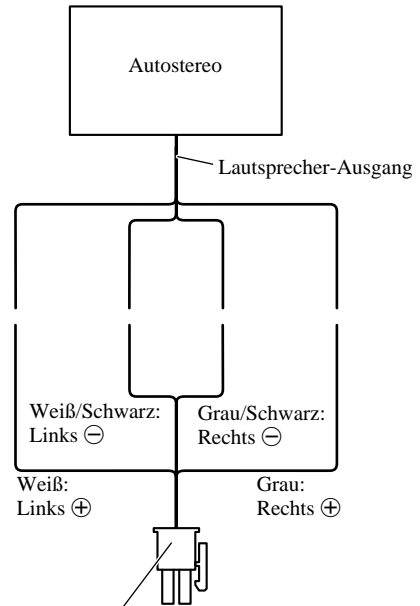 Autostereo
Lautsprecher-Ausgang
Weiß/Schwarz:
Links ⊖
Grau/Schwarz:
Rechts ⊖
Weiß:
Links ⊕
Grau:
Rechts ⊕